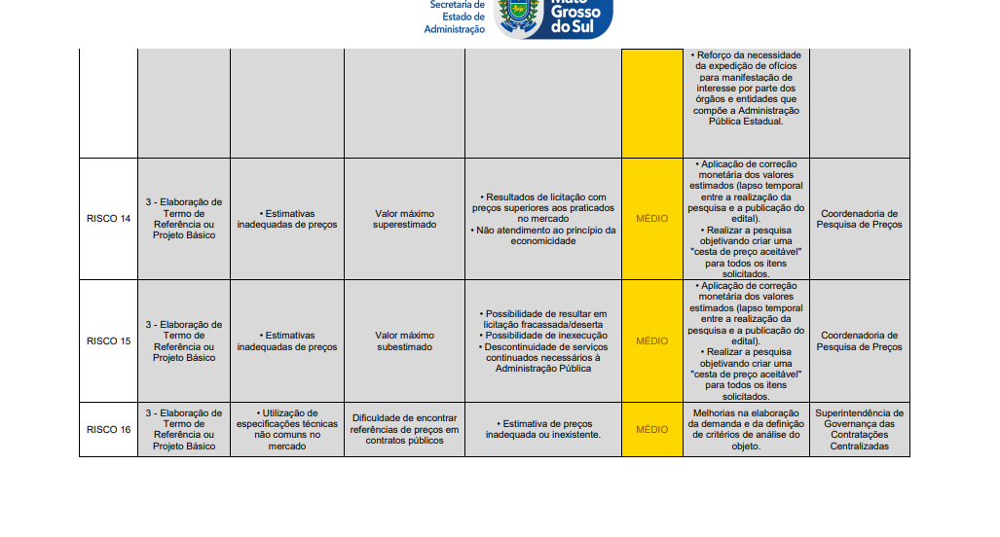 Secretaria de
Estado de
Administração
Mato
Grosso
do Sul
• Reforço da necessidade
da expedição de ofícios
para manifestação de
interesse por parte dos
órgãos e entidades que
compõe a Administração
Pública Estadual.
RISCO 14
3 - Elaboração de
Termo de
Referência ou
Projeto Básico
• Estimativas
inadequadas de preços
Valor máximo
superestimado
• Resultados de licitação com
preços superiores aos praticados
no mercado
• Não atendimento ao princípio da
economicidade
MÉDIO
• Aplicação de correção
monetária dos valores
estimados (lapso temporal
entre a realização da
pesquisa e a publicação do
edital).
• Realizar a pesquisa
objetivando criar uma
"cesta de preço aceitável"
para todos os itens
solicitados.
Coordenadoria de
Pesquisa de Preços
RISCO 15
3 - Elaboração de
Termo de
Referência ou
Projeto Básico
• Estimativas
inadequadas de preços
Valor máximo
subestimado
• Possibilidade de resultar em
licitação fracassada/deserta
• Possibilidade de inexecução
• Descontinuidade de serviços
continuados necessários à
Administração Pública
MÉDIO
• Aplicação de correção
monetária dos valores
estimados (lapso temporal
entre a realização da
pesquisa e a publicação do
edital).
• Realizar a pesquisa
objetivando criar uma
"cesta de preço aceitável"
para todos os itens
solicitados.
Coordenadoria de
Pesquisa de Preços
RISCO 16
3 - Elaboração de
Termo de
Referência ou
Projeto Básico
• Utilização de
especificações técnicas
não comuns no
mercado
Dificuldade de encontrar
referências de preços em
contratos públicos
• Estimativa de preços
inadequada ou inexistente.
MÉDIO
Melhorias na elaboração
da demanda e da definição
de critérios de análise do
objeto.
Superintendência de
Governança das
Contratações
Centralizadas